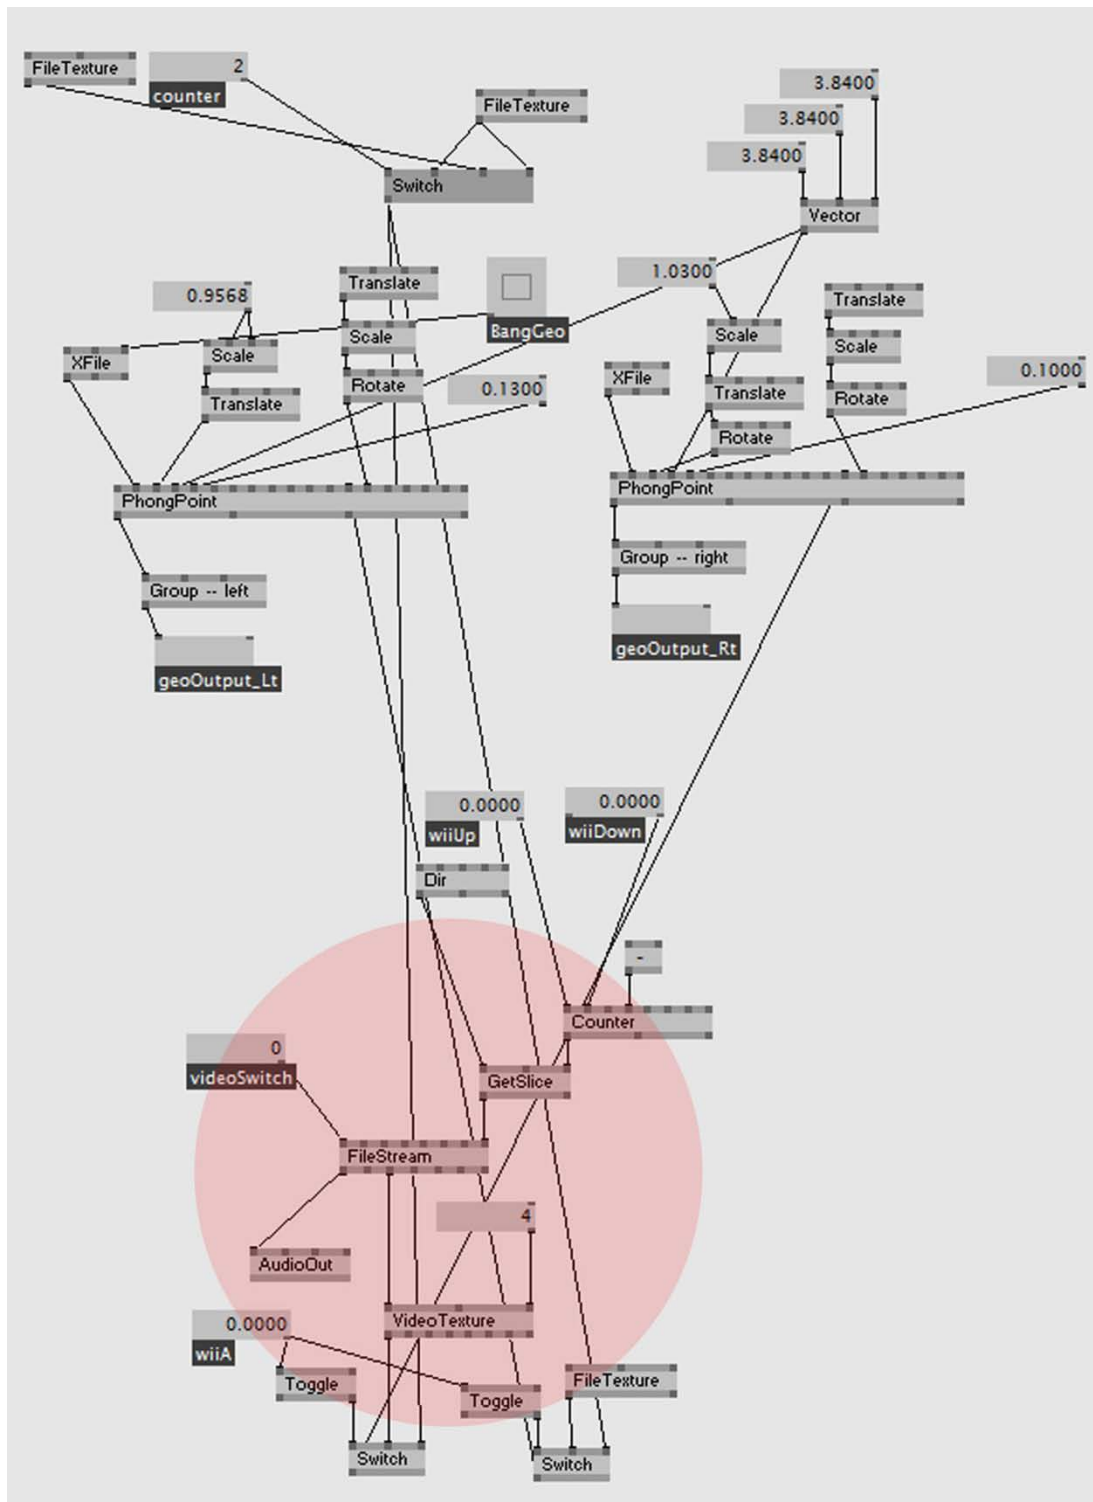 FileTexture
2
counter
FileTexture
3.8400
3.8400
3.8400
Switch
Vector
Translate
1.0300
0.9568
BangGeo
Translate
XFile
Scale
Scale
Scale
Scale
XFile
0.1000
Rotate
0.1300
Translate
Translate
Rotate
Rotate
PhongPoint
PhongPoint
Group -- left
Group -- right
geoOutput_Lt
geoOutput_Rt
0.0000
wiiUp
0.0000
wiiDown
Dir
-
Counter
0
videoSwitch
GetSlice
FileStream
4
AudioOut
VideoTexture
0.0000
wiiA
Toggle
Toggle
FileTexture
Switch
Switch